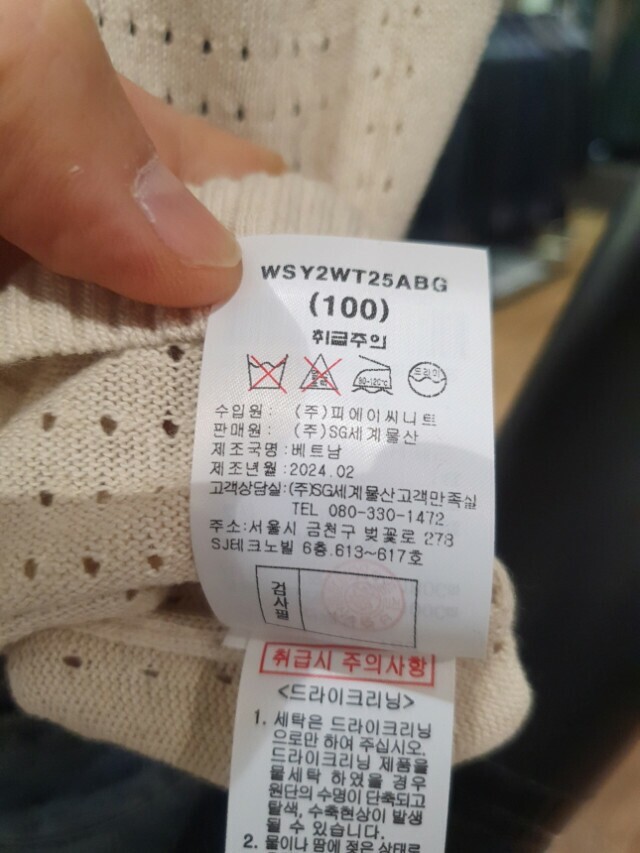 WSY2WT25ABG
(100)
취급주의
80-120℃ 드라이
수입원 : (주)피에이씨니트
판매원 : (주)SG세계물산
제조국명 : 베트남
제조년월 : 2024.02
고객상담실:(주)SG세계물산고객만족실
TEL 080-330-1472
주소:서울시 금천구 벚꽃로 278
SJ테크노빌 6층.613~617호
검사필
취급시 주의사항
<드라이크리닝>
1. 세탁은 드라이크리닝
으로만 하여 주십시오.
드라이크리닝 제품을
물세탁 하였을 경우
원단의 수명이 단축되고
탈색, 수축현상이 발생
될 수 있습니다.
2. 물이나 땀에 젖은 상태로